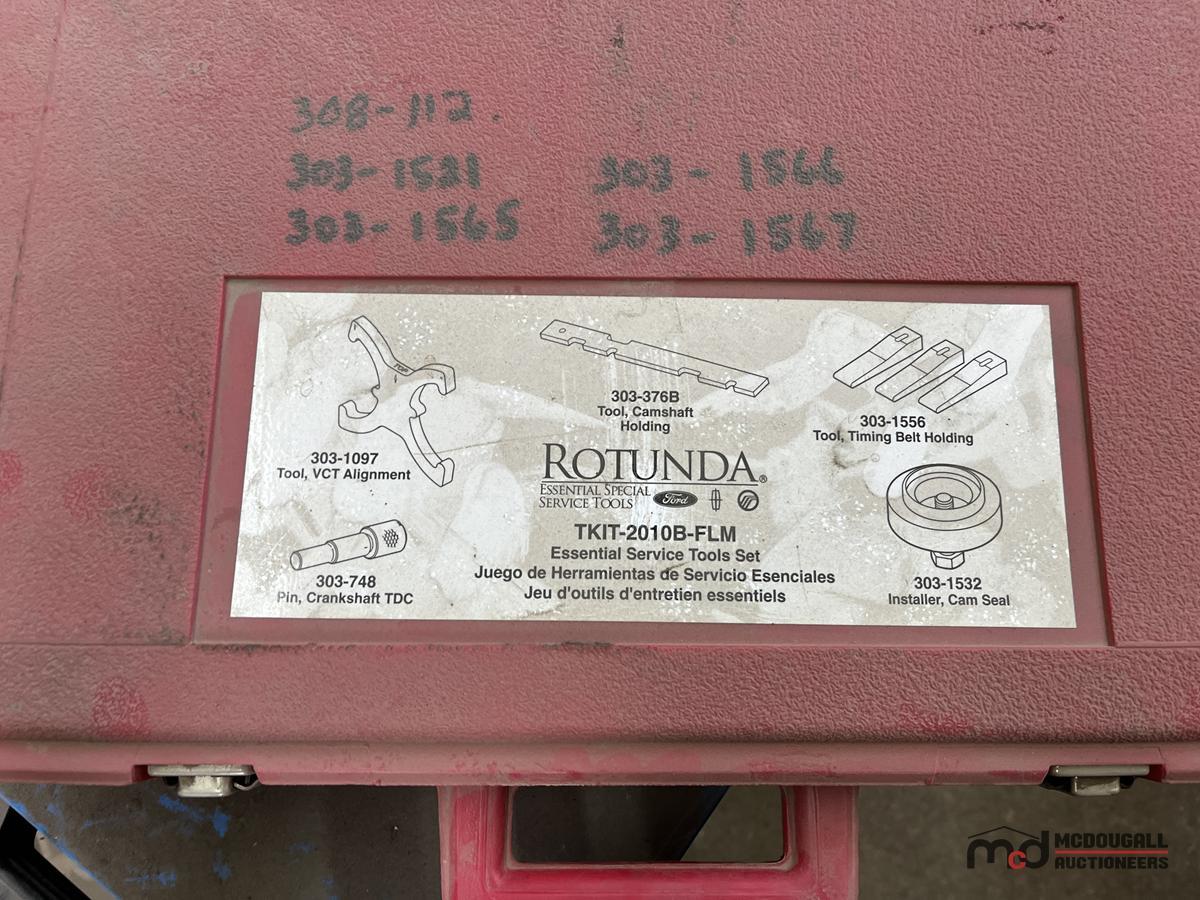 308-112.
303-1531 303-1566
303-1565 303-1567
TOP
303-376B
Tool, Camshaft
Holding
303-1556
Tool, Timing Belt Holding
303-1097
Tool, VCT Alignment
ROTUNDA®
ESSENTIAL SPECIAL
SERVICE TOOLS
Ford
TKIT-2010B-FLM
Essential Service Tools Set
Juego de Herramientas de Servicio Esenciales
Jeu d'outils d'entretien essentiels
303-748
Pin, Crankshaft TDC
303-1532
Installer, Cam Seal
mcd MCDOUGALL
AUCTIONEERS